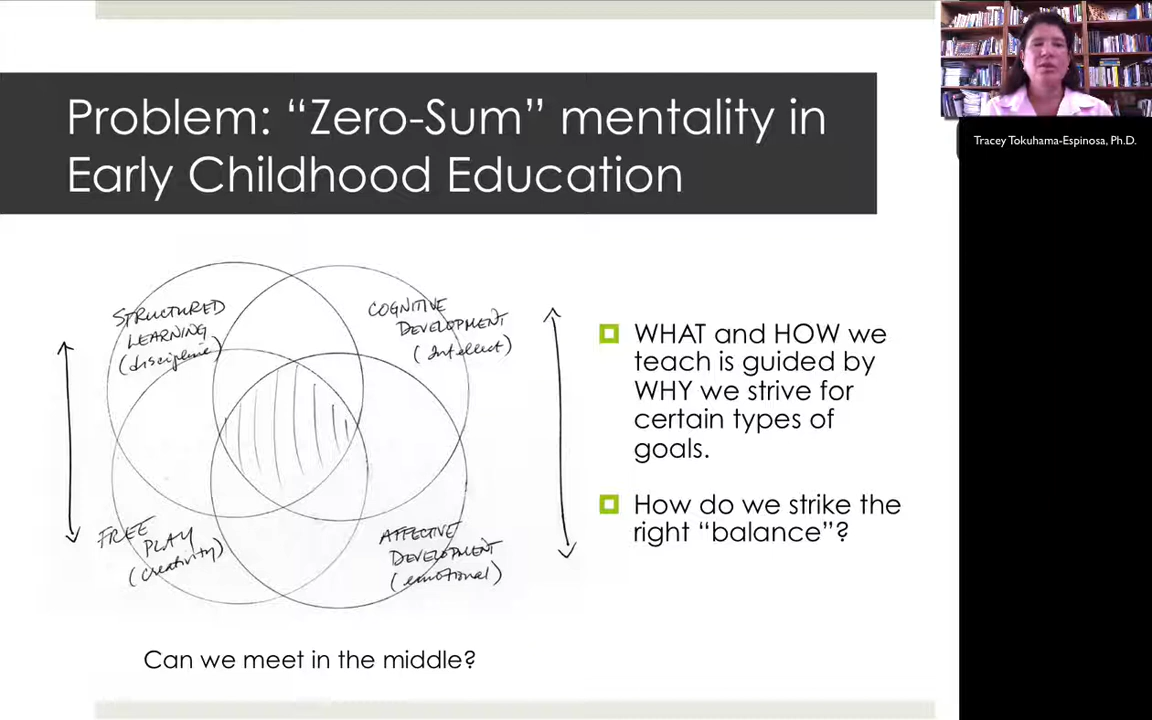 Problem: “Zero-Sum” mentality in
Early Childhood Education
Tracey Tokuhama-Espinosa, Ph.D.
STRUCTURED
LEARNING
(discipline)
COGNITIVE
DEVELOPMENT
(Intellect)
FREE
PLAY
(creativity)
AFFECTIVE
DEVELOPMENT
(emotional)
WHAT and HOW we
teach is guided by
WHY we strive for
certain types of
goals.
How do we strike the
right “balance”?
Can we meet in the middle?